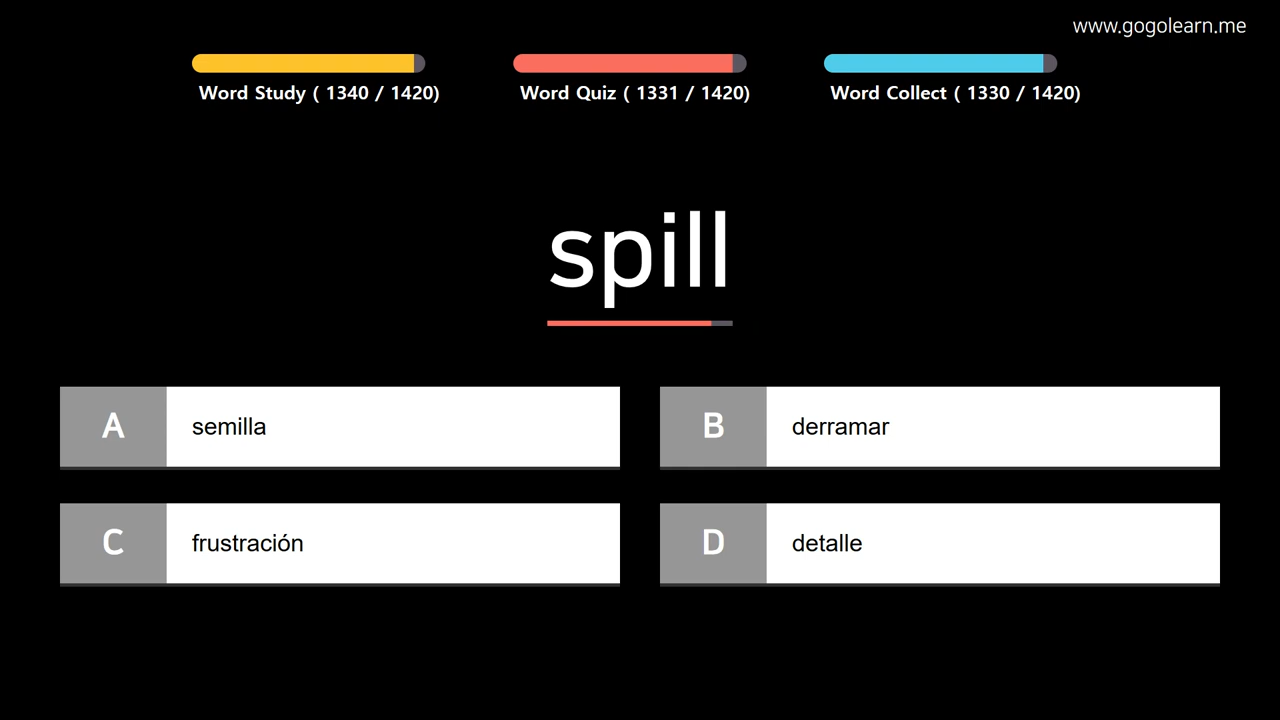 www.gogolearn.me
Word Study ( 1340 / 1420)
Word Quiz ( 1331 / 1420)
Word Collect ( 1330 / 1420)
spill
A semilla
B derramar
C frustración
D detalle